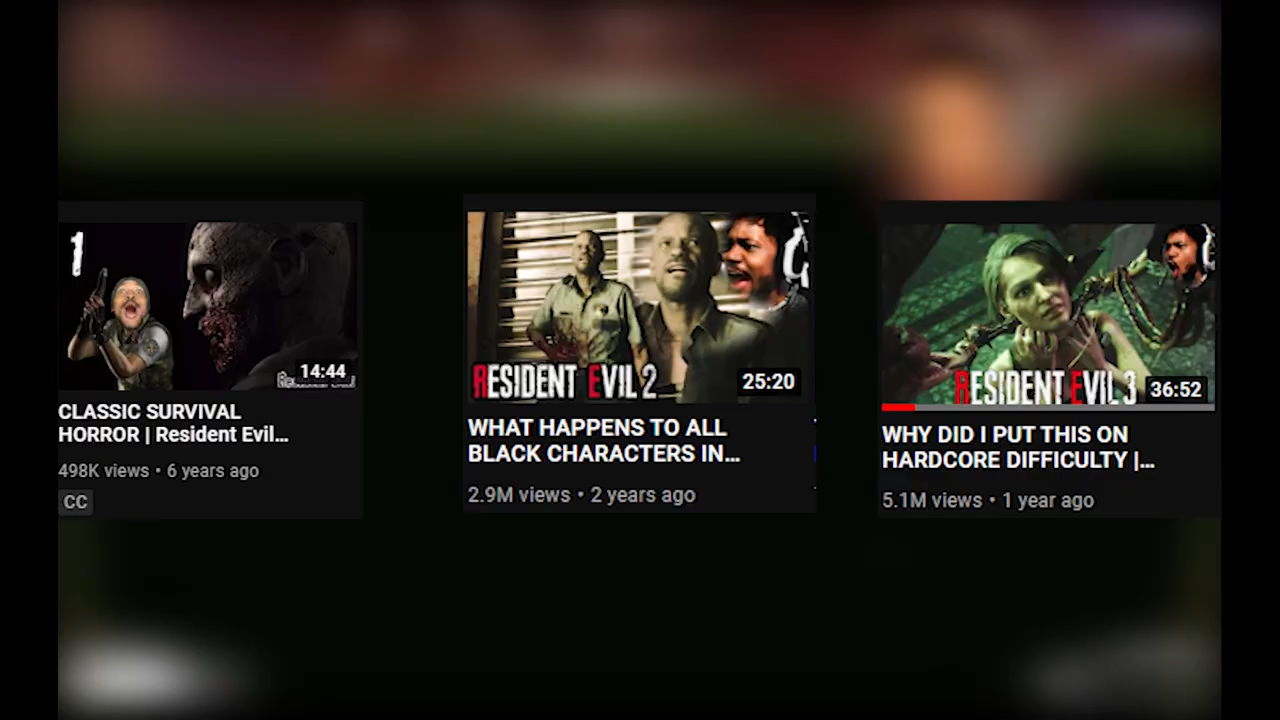 1
14:44
CLASSIC SURVIVAL
HORROR | Resident Evil...
498K views • 6 years ago
CC
RESIDENT EVIL 2
25:20
WHAT HAPPENS TO ALL
BLACK CHARACTERS IN...
2.9M views • 2 years ago
RESIDENT EVIL 3
36:52
WHY DID I PUT THIS ON
HARDCORE DIFFICULTY |...
5.1M views • 1 year ago